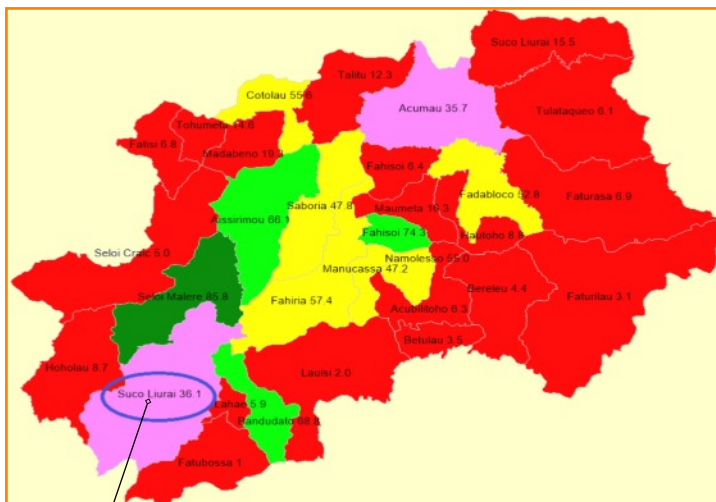 Suco Liurai 15.5
Talitu 12.3
Cotolau 55.6
Acumau 35.7
Tulataqueo 6.1
Tohumeta 14.6
Fatisi 6.8
Madabeno 19.3
Fahisoi 6.4
Fadabloco 52.8
Faturasa 6.9
Saboria 47.8
Maumeta 16.3
Aissirimou 66.1
Fahisoi 74.3
Hautoho 8.8
Seloi Cralc 5.0
Namolesso 55.0
Manucassa 47.2
Bereleu 4.4
Seloi Malere 85.8
Faturilau 3.1
Fahiria 57.4
Acubilitoho 6.3
Betulau 3.5
Hoholau 8.7
Lauisi 2.0
Suco Liurai 36.1
Lahae 5.9
Bandudato 68.8
Fatubossa 1